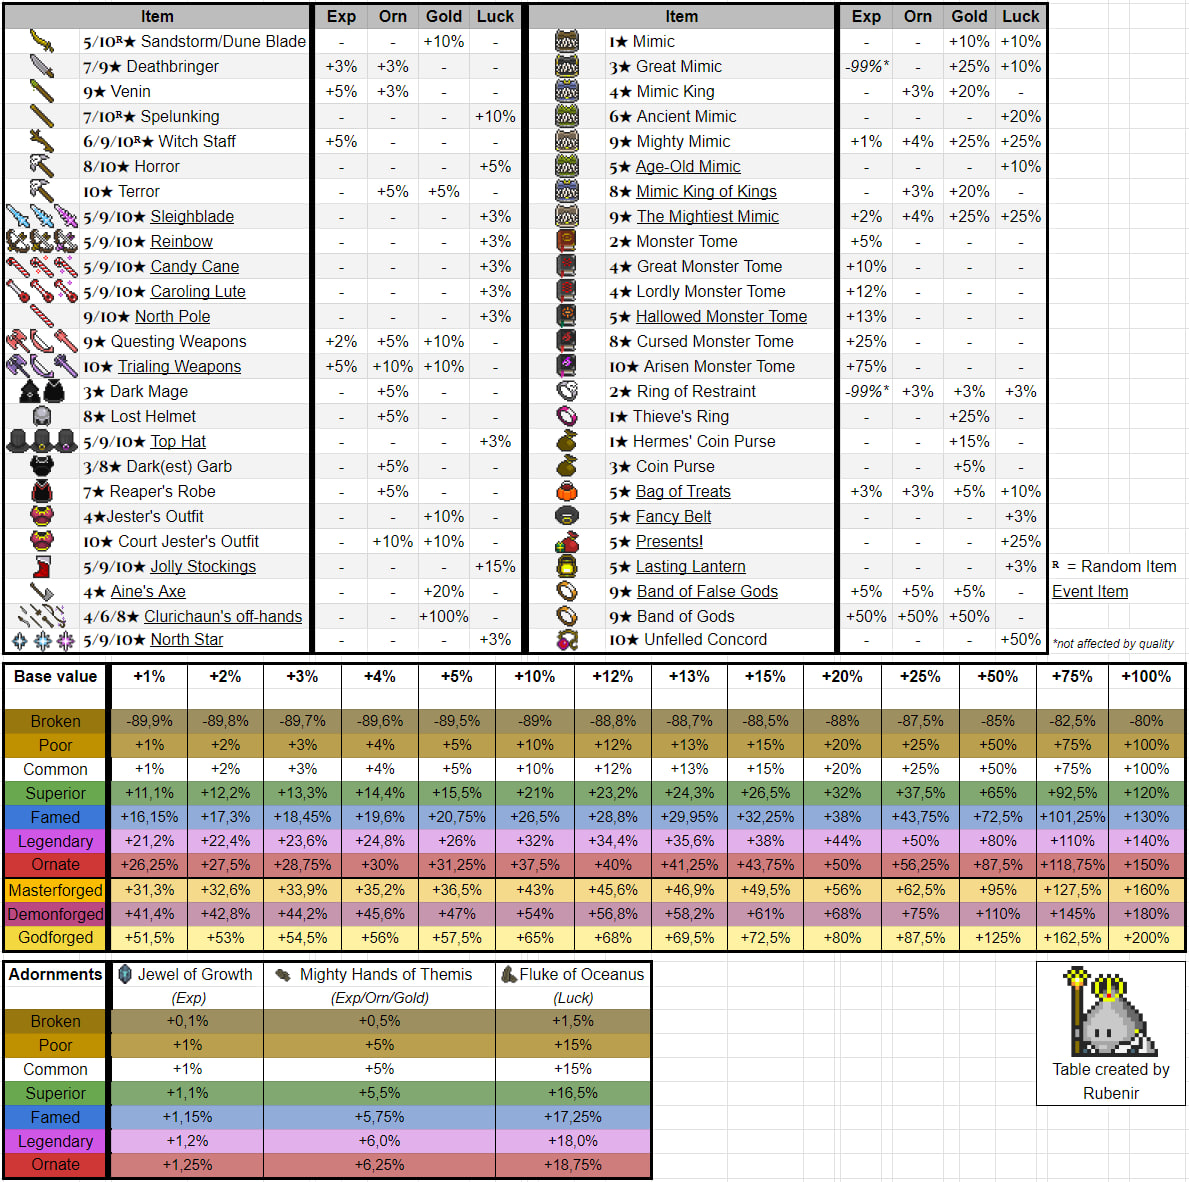 Item Exp Orn Gold Luck
5/10ᴿ★ Sandstorm/Dune Blade - - +10% -
7/9★ Deathbringer +3% +3% - -
9★ Venin +5% +3% - -
7/10ᴿ★ Spelunking - - - +10%
6/9/10ᴿ★ Witch Staff +5% - - -
8/10★ Horror - - - +5%
10★ Terror - +5% +5% -
5/9/10★ Sleighblade - - - +3%
5/9/10★ Reinbow - - - +3%
5/9/10★ Candy Cane - - - +3%
5/9/10★ Caroling Lute - - - +3%
9/10★ North Pole - - - +3%
9★ Questing Weapons +2% +5% +10% -
10★ Trialing Weapons +5% +10% +10% -
3★ Dark Mage - +5% - -
8★ Lost Helmet - +5% - -
5/9/10★ Top Hat - - - +3%
3/8★ Dark(est) Garb - +5% - -
7★ Reaper's Robe - +5% - -
4★Jester's Outfit - - +10% -
10★ Court Jester's Outfit - +10% +10% -
5/9/10★ Jolly Stockings - - - +15%
4★ Aine's Axe - - +20% -
4/6/8★ Clurichaun's off-hands - - +100% -
5/9/10★ North Star - - - +3%
Item Exp Orn Gold Luck
1★ Mimic - - +10% +10%
3★ Great Mimic -99%* - +25% +10%
4★ Mimic King - +3% +20% -
6★ Ancient Mimic - - - +20%
9★ Mighty Mimic +1% +4% +25% +25%
5★ Age-Old Mimic - - - +10%
8★ Mimic King of Kings - +3% +20% -
9★ The Mightiest Mimic +2% +4% +25% +25%
2★ Monster Tome +5% - - -
4★ Great Monster Tome +10% - - -
4★ Lordly Monster Tome +12% - - -
5★ Hallowed Monster Tome +13% - - -
8★ Cursed Monster Tome +25% - - -
10★ Arisen Monster Tome +75% - - -
2★ Ring of Restraint -99%* +3% +3% +3%
1★ Thieve's Ring - - +25% -
1★ Hermes' Coin Purse - - +15% -
3★ Coin Purse - - +5% -
5★ Bag of Treats +3% +3% +5% +10%
5★ Fancy Belt - - - +3%
5★ Presents! - - - +25%
5★ Lasting Lantern - - - +3%
9★ Band of False Gods +5% +5% +5% -
9★ Band of Gods +50% +50% +50% -
10★ Unfelled Concord - - - +50%
ᴿ = Random Item
Event Item
*not affected by quality
Base value +1% +2% +3% +4% +5% +10% +12% +13% +15% +20% +25% +50% +75% +100%
Broken -89,9% -89,8% -89,7% -89,6% -89,5% -89% -88,8% -88,7% -88,5% -88% -87,5% -85% -82,5% -80%
Poor +1% +2% +3% +4% +5% +10% +12% +13% +15% +20% +25% +50% +75% +100%
Common +1% +2% +3% +4% +5% +10% +12% +13% +15% +20% +25% +50% +75% +100%
Superior +11,1% +12,2% +13,3% +14,4% +15,5% +21% +23,2% +24,3% +26,5% +32% +37,5% +65% +92,5% +120%
Famed +16,15% +17,3% +18,45% +19,6% +20,75% +26,5% +28,8% +29,95% +32,25% +38% +43,75% +72,5% +101,25% +130%
Legendary +21,2% +22,4% +23,6% +24,8% +26% +32% +34,4% +35,6% +38% +44% +50% +80% +110% +140%
Ornate +26,25% +27,5% +28,75% +30% +31,25% +37,5% +40% +41,25% +43,75% +50% +56,25% +87,5% +118,75% +150%
Masterforged +31,3% +32,6% +33,9% +35,2% +36,5% +43% +45,6% +46,9% +49,5% +56% +62,5% +95% +127,5% +160%
Demonforged +41,4% +42,8% +44,2% +45,6% +47% +54% +56,8% +58,2% +61% +68% +75% +110% +145% +180%
Godforged +51,5% +53% +54,5% +56% +57,5% +65% +68% +69,5% +72,5% +80% +87,5% +125% +162,5% +200%
Adornments Jewel of Growth Mighty Hands of Themis Fluke of Oceanus
(Exp) (Exp/Orn/Gold) (Luck)
Broken +0,1% +0,5% +1,5%
Poor +1% +5% +15%
Common +1% +5% +15%
Superior +1,1% +5,5% +16,5%
Famed +1,15% +5,75% +17,25%
Legendary +1,2% +6,0% +18,0%
Ornate +1,25% +6,25% +18,75%
Table created by
Rubenir